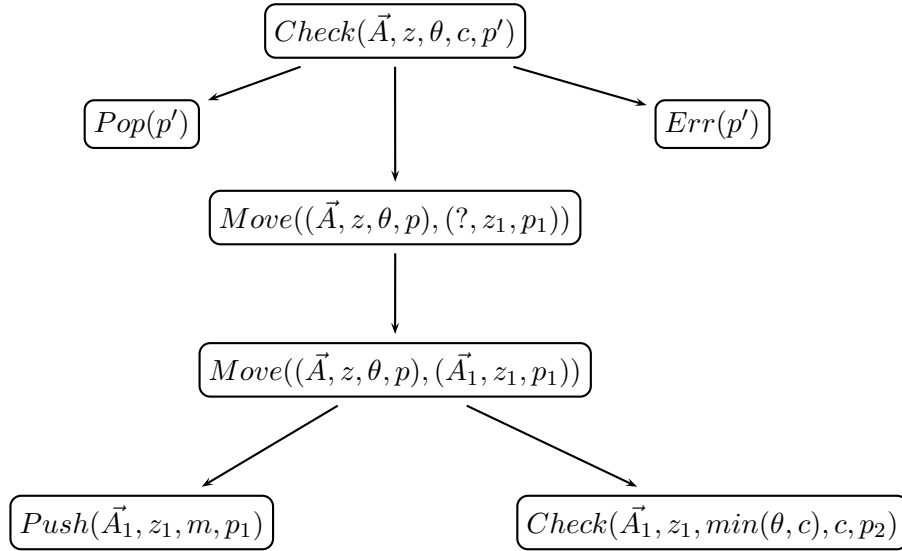 Check(A⃗, z, θ, c, p′)
Pop(p′)
Err(p′)
Move((A⃗, z, θ, p), (?, z₁, p₁))
Move((A⃗, z, θ, p), (A⃗₁, z₁, p₁))
Push(A⃗₁, z₁, m, p₁)
Check(A⃗₁, z₁, min(θ, c), c, p₂)